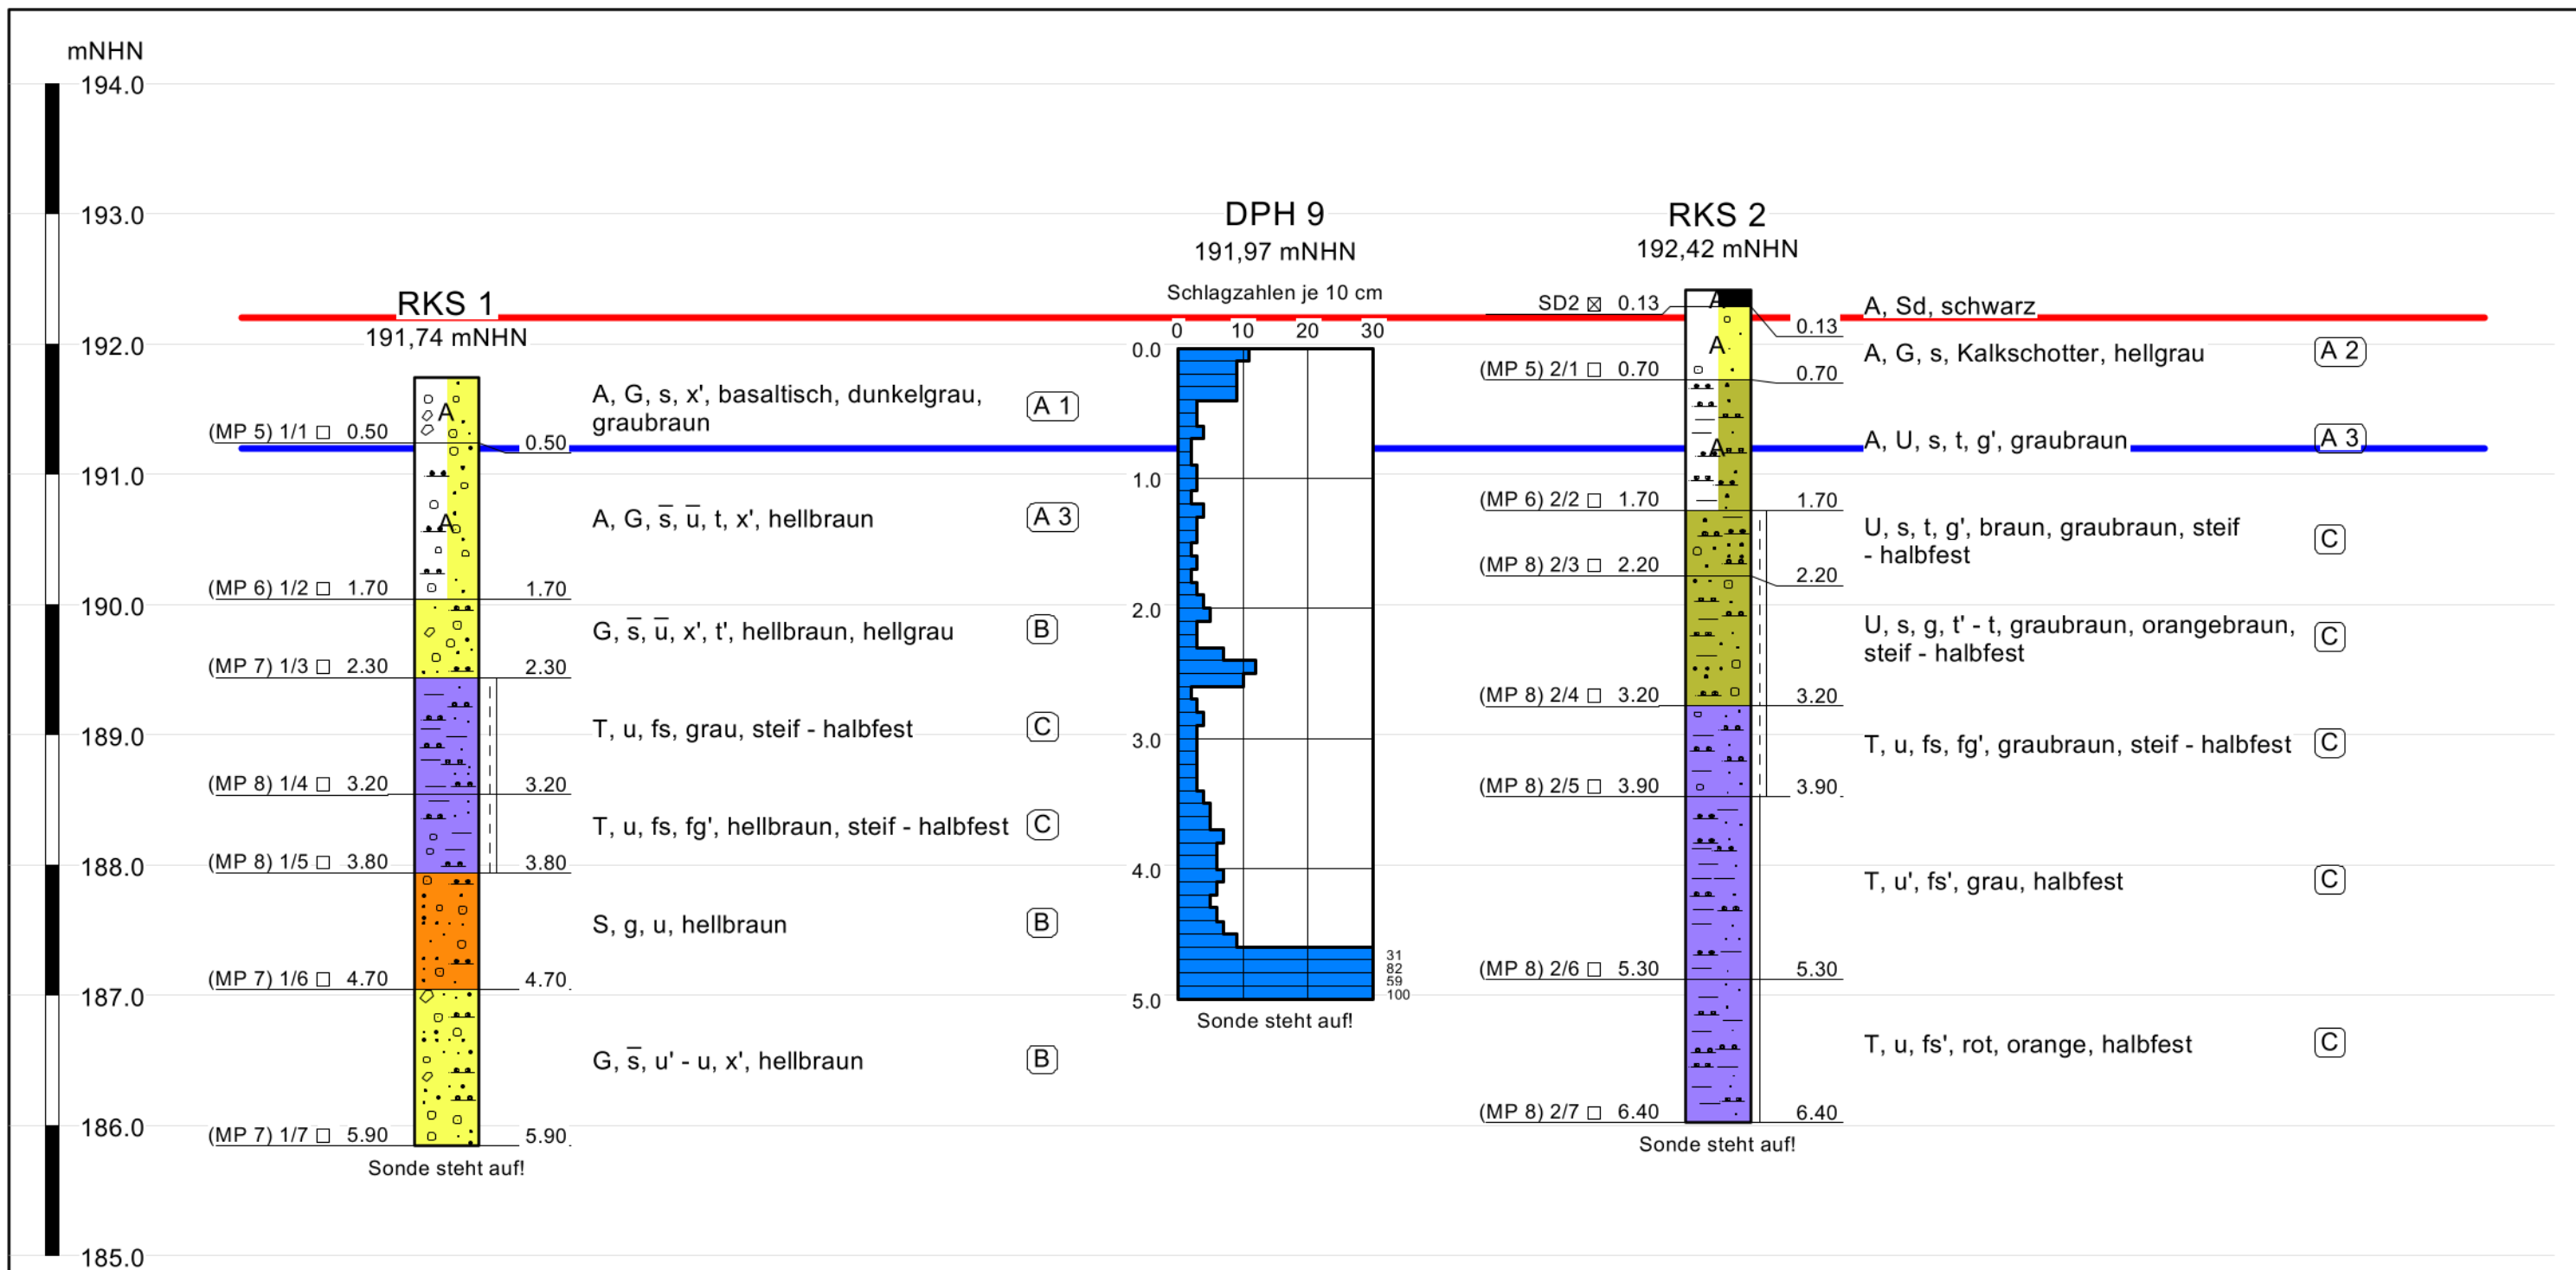 mNHN
194.0
193.0
192.0
191.0
190.0
189.0
188.0
187.0
186.0
185.0
RKS 1
191,74 mNHN
(MP 5) 1/1 0.50
0.50
A, G, s, x', basaltisch, dunkelgrau,
graubraun
A 1
A
A
A, G, s̅, u̅, t, x', hellbraun
A 3
(MP 6) 1/2 1.70
1.70
G, s̅, u̅, x', t', hellbraun, hellgrau
B
(MP 7) 1/3 2.30
2.30
T, u, fs, grau, steif - halbfest
C
(MP 8) 1/4 3.20
3.20
T, u, fs, fg', hellbraun, steif - halbfest
C
(MP 8) 1/5 3.80
3.80
S, g, u, hellbraun
B
(MP 7) 1/6 4.70
4.70
G, s̅, u' - u, x', hellbraun
B
(MP 7) 1/7 5.90
5.90
Sonde steht auf!
DPH 9
191,97 mNHN
Schlagzahlen je 10 cm
0 10 20 30
0.0
1.0
2.0
3.0
4.0
5.0
31
82
59
100
Sonde steht auf!
RKS 2
192,42 mNHN
SD2 0.13
0.13
A, Sd, schwarz
A
A
A
A, G, s, Kalkschotter, hellgrau
A 2
(MP 5) 2/1 0.70
0.70
A, U, s, t, g', graubraun
A 3
(MP 6) 2/2 1.70
1.70
U, s, t, g', braun, graubraun, steif
- halbfest
C
(MP 8) 2/3 2.20
2.20
U, s, g, t' - t, graubraun, orangebraun,
steif - halbfest
C
(MP 8) 2/4 3.20
3.20
T, u, fs, fg', graubraun, steif - halbfest
C
(MP 8) 2/5 3.90
3.90
T, u', fs', grau, halbfest
C
(MP 8) 2/6 5.30
5.30
T, u, fs', rot, orange, halbfest
C
(MP 8) 2/7 6.40
6.40
Sonde steht auf!